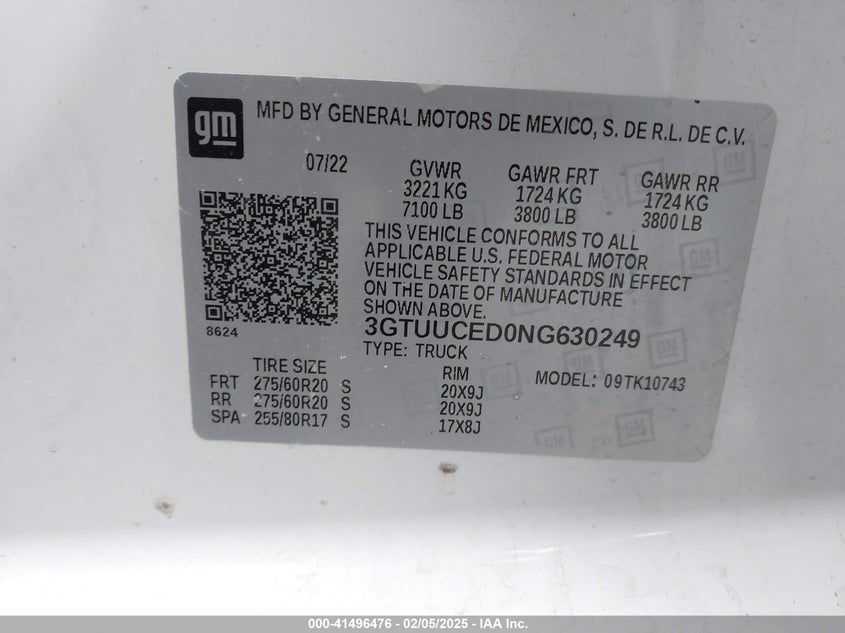 gm
MFD BY GENERAL MOTORS DE MEXICO, S. DE R.L. DE C.V.
07/22 GVWR GAWR FRT GAWR RR
3221 KG 1724 KG 1724 KG
7100 LB 3800 LB 3800 LB
THIS VEHICLE CONFORMS TO ALL
APPLICABLE U.S. FEDERAL MOTOR
VEHICLE SAFETY STANDARDS IN EFFECT
ON THE DATE OF MANUFACTURE
SHOWN ABOVE.
8624
3GTUUCED0NG630249
TYPE: TRUCK
TIRE SIZE RIM MODEL: 09TK10743
FRT 275/60R20 S 20X9J
RR 275/60R20 S 20X9J
SPA 255/80R17 S 17X8J
000-41496476 - 02/05/2025 - IAA Inc.